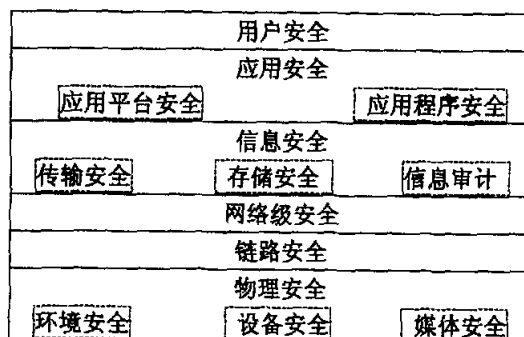 用户安全
应用安全
应用平台安全 应用程序安全
信息安全
传输安全 存储安全 信息审计
网络级安全
链路安全
物理安全
环境安全 设备安全 媒体安全